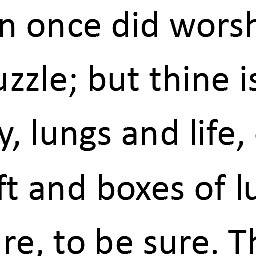 n once did worsh
uzzle; but thine is
y, lungs and life,
ft and boxes of lu
re, to be sure. Th